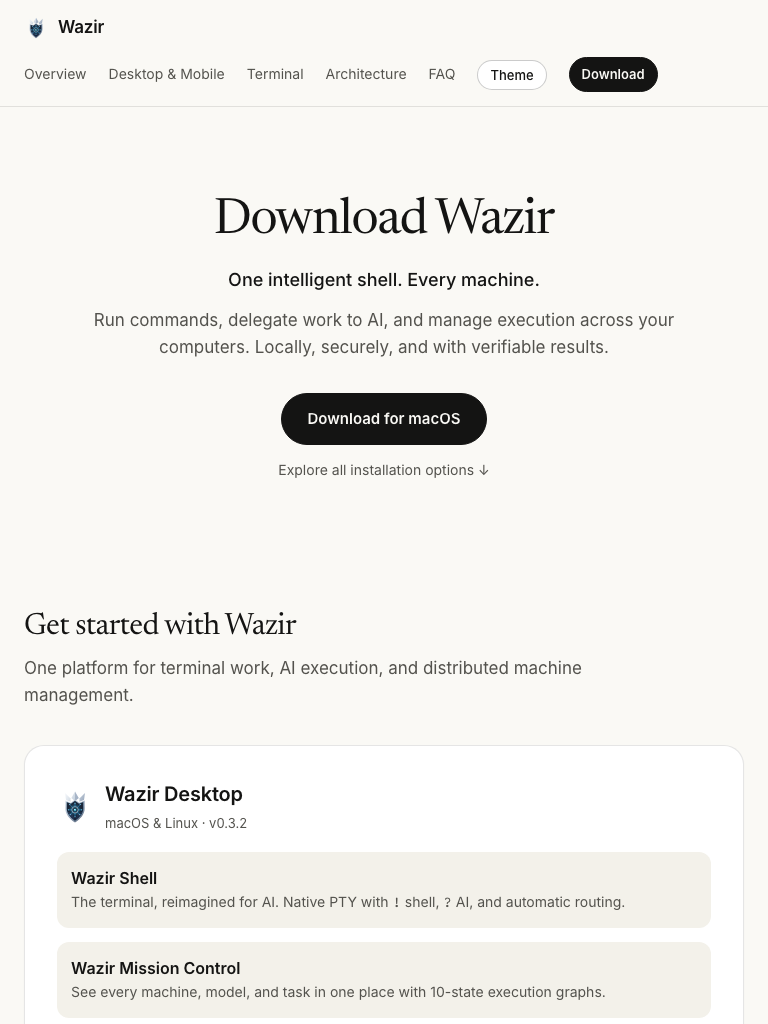 Wazir
Overview Desktop & Mobile Terminal Architecture FAQ Theme Download
Download Wazir
One intelligent shell. Every machine.
Run commands, delegate work to AI, and manage execution across your
computers. Locally, securely, and with verifiable results.
Download for macOS
Explore all installation options ↓
Get started with Wazir
One platform for terminal work, AI execution, and distributed machine
management.
Wazir Desktop
macOS & Linux · v0.3.2
Wazir Shell
The terminal, reimagined for AI. Native PTY with ! shell, ? AI, and automatic routing.
Wazir Mission Control
See every machine, model, and task in one place with 10-state execution graphs.